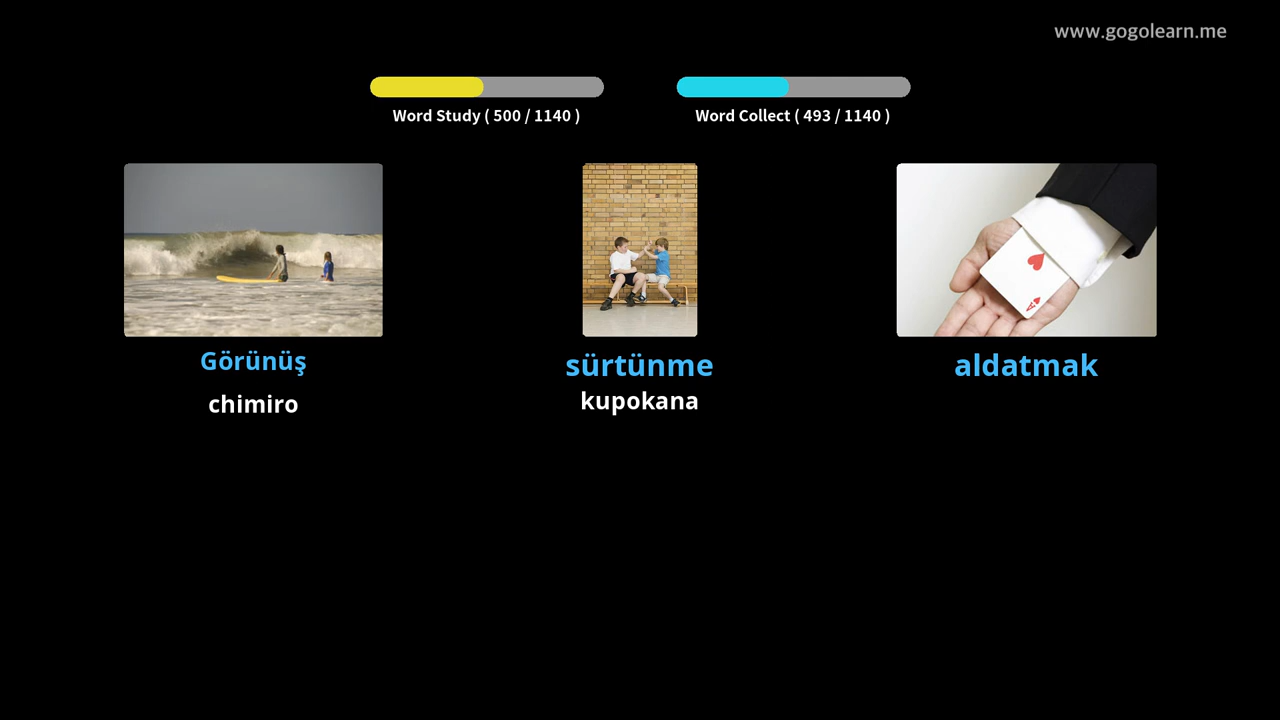 www.gogolearn.me
Word Study ( 500 / 1140 )
Word Collect ( 493 / 1140 )
Görünüş
chimiro
sürtünme
kupokana
aldatmak